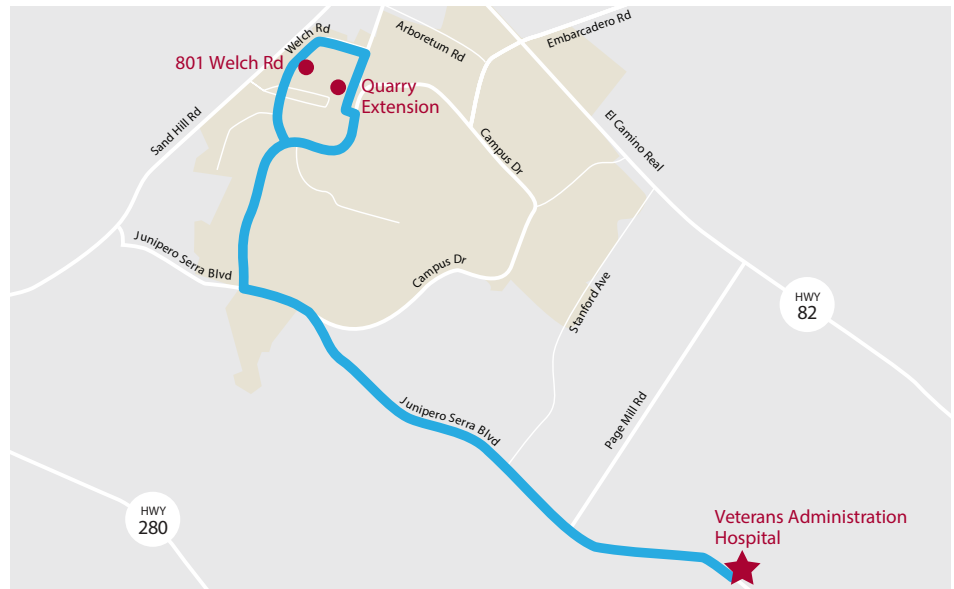 Welch Rd
Arboretum Rd
Embarcadero Rd
801 Welch Rd
Quarry
Extension
Sand Hill Rd
El Camino Real
Campus Dr
Junipero Serra Blvd
Campus Dr
Stanford Ave
HWY
82
Junipero Serra Blvd
Page Mill Rd
HWY
280
Veterans Administration
Hospital